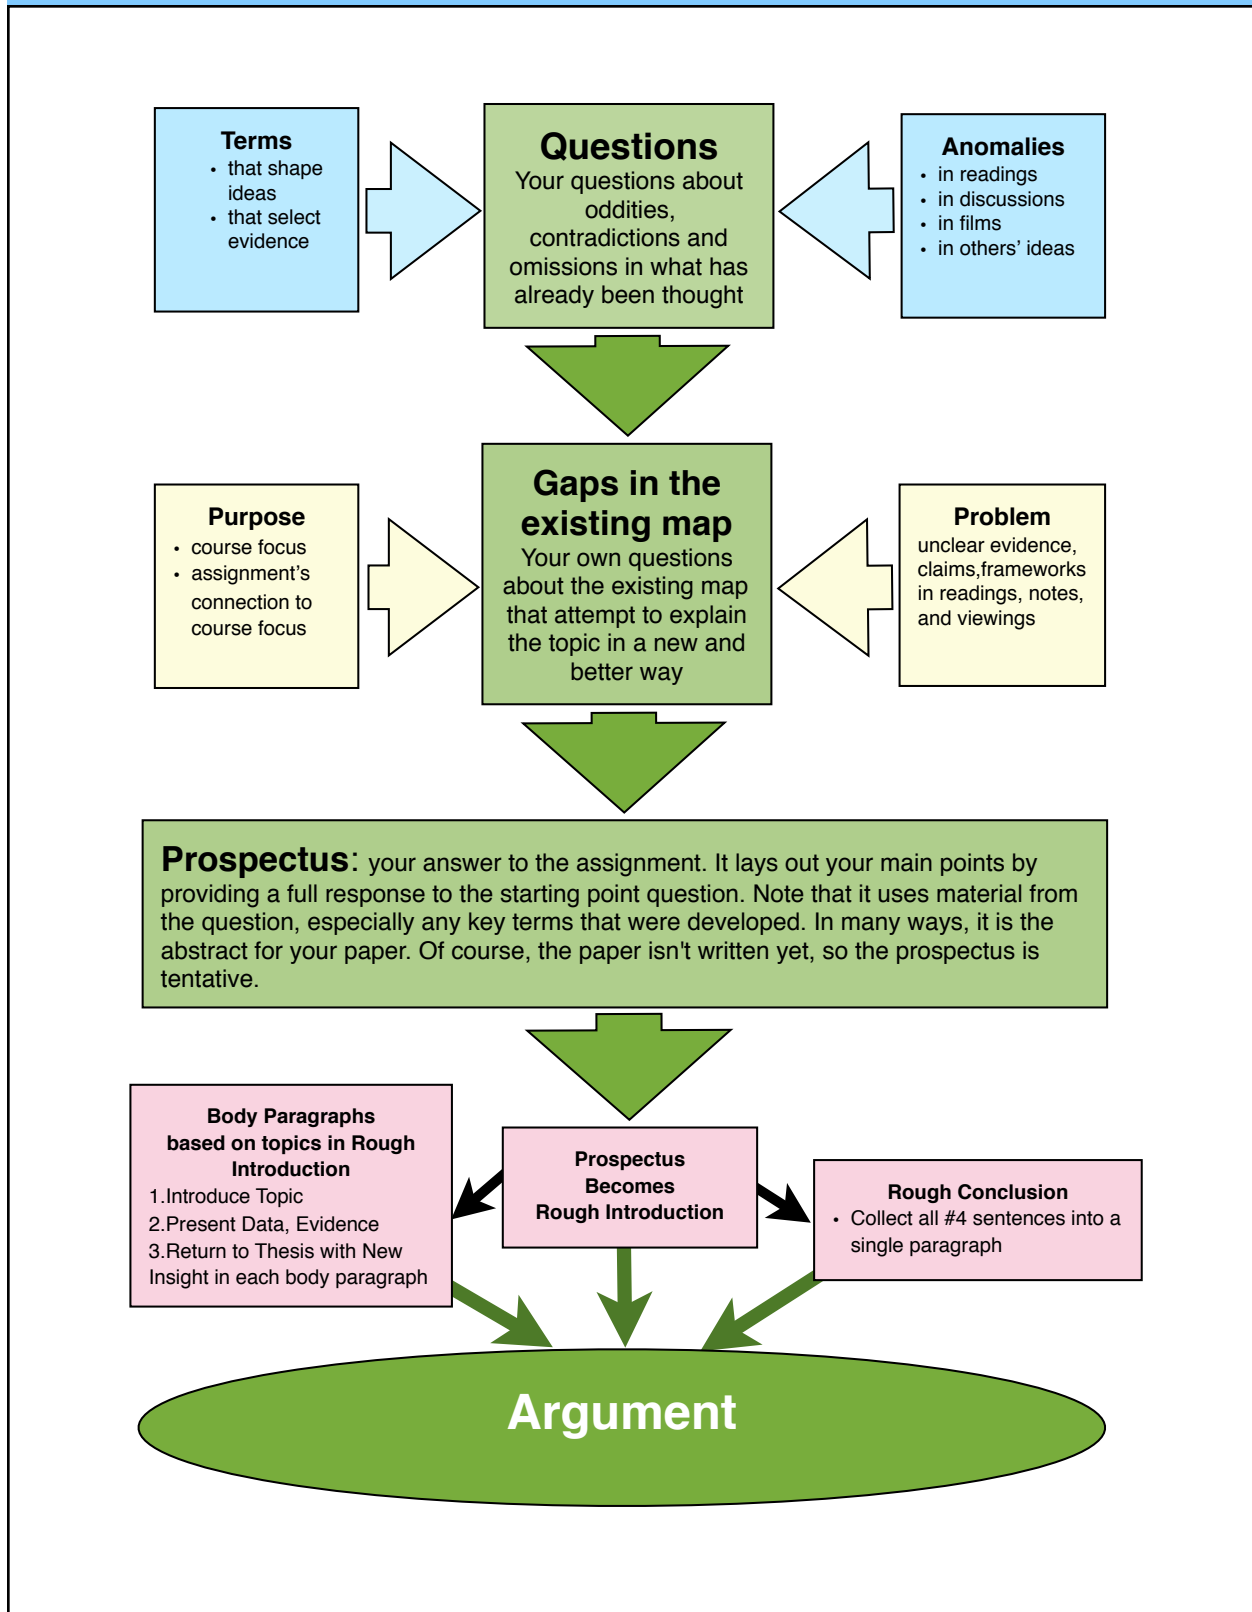 Terms
• that shape
ideas
• that select
evidence
Questions
Your questions about
oddities,
contradictions and
omissions in what has
already been thought
Anomalies
• in readings
• in discussions
• in films
• in others’ ideas
Purpose
• course focus
• assignment's
connection to
course focus
Gaps in the
existing map
Your own questions
about the existing map
that attempt to explain
the topic in a new and
better way
Problem
unclear evidence,
claims,frameworks
in readings, notes,
and viewings
Prospectus: your answer to the assignment. It lays out your main points by
providing a full response to the starting point question. Note that it uses material from
the question, especially any key terms that were developed. In many ways, it is the
abstract for your paper. Of course, the paper isn't written yet, so the prospectus is
tentative.
Body Paragraphs
based on topics in Rough
Introduction
1.Introduce Topic
2.Present Data, Evidence
3.Return to Thesis with New
Insight in each body paragraph
Prospectus
Becomes
Rough Introduction
Rough Conclusion
• Collect all #4 sentences into a
single paragraph
Argument